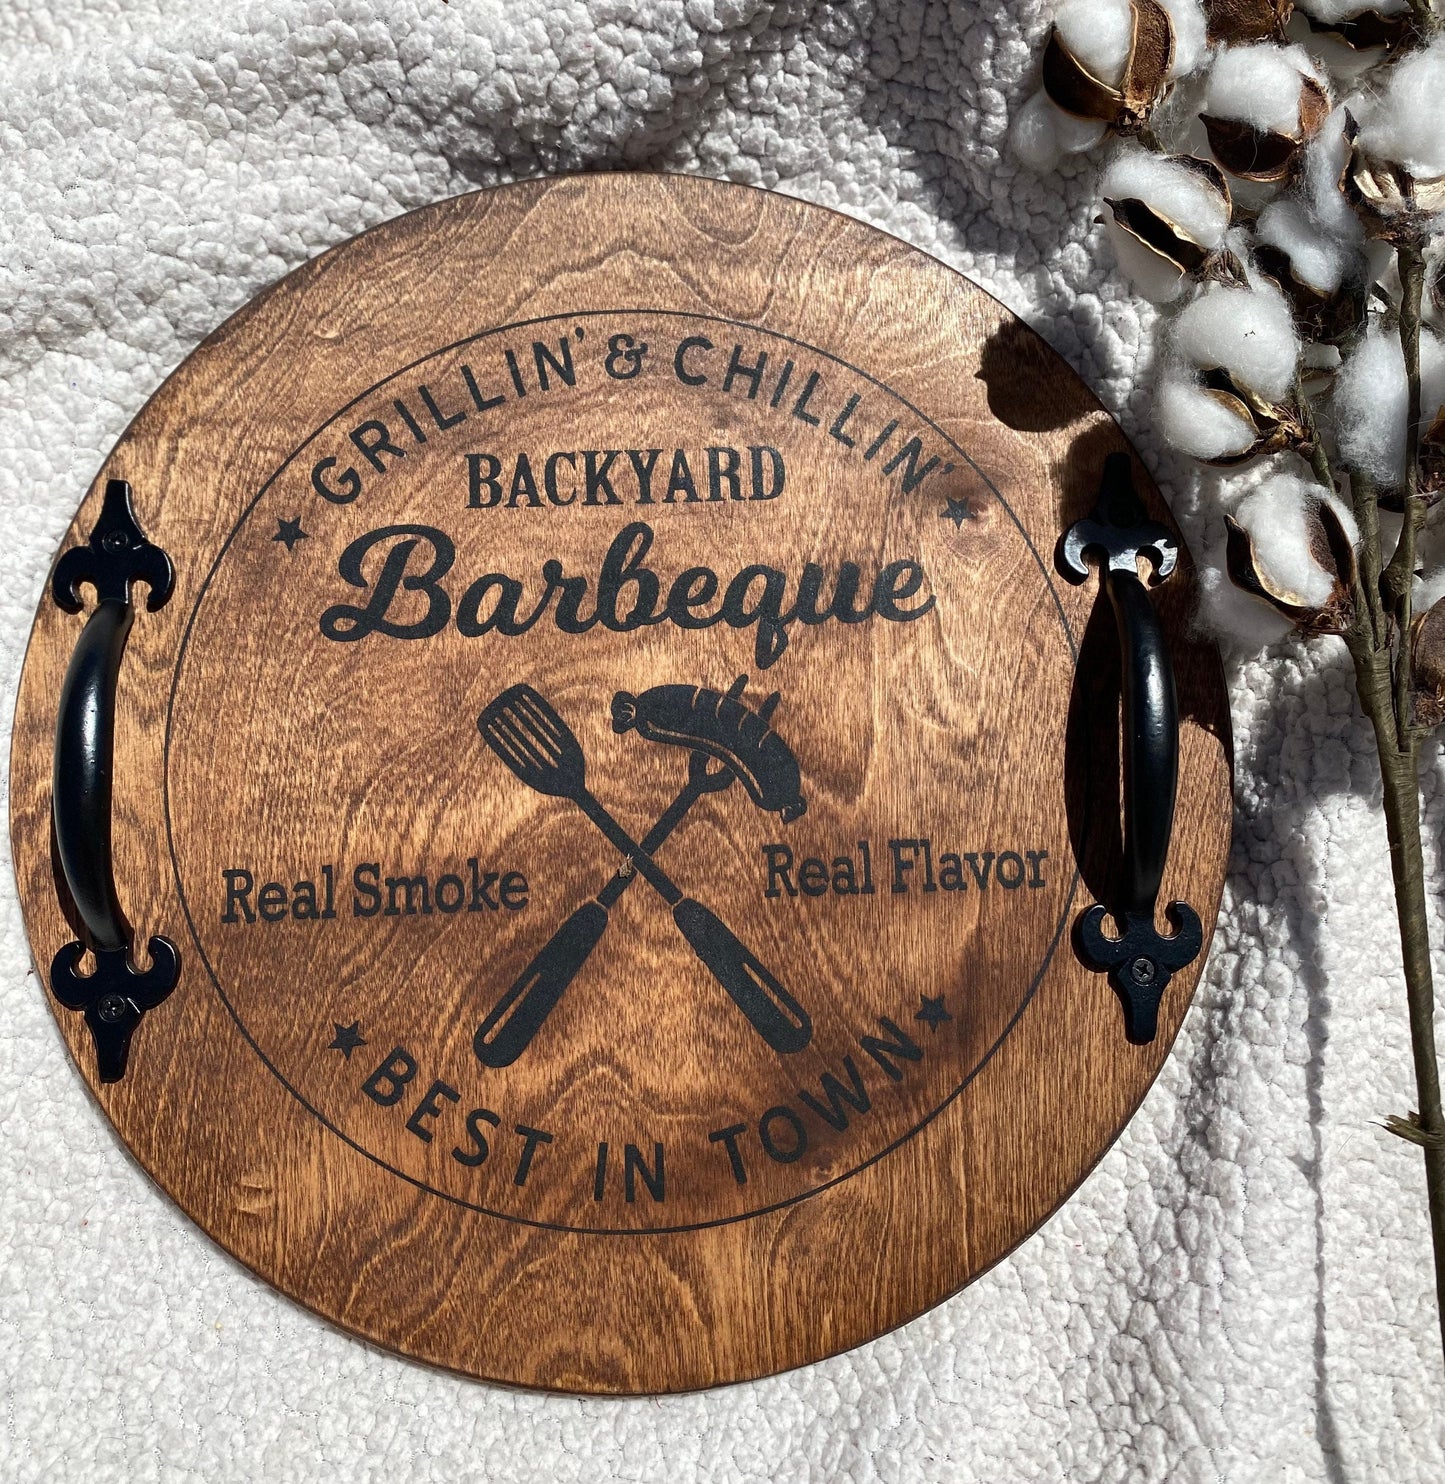 GRILLIN' & CHILLIN'
BACKYARD
Barbeque
Real Smoke
Real Flavor
BEST IN TOWN